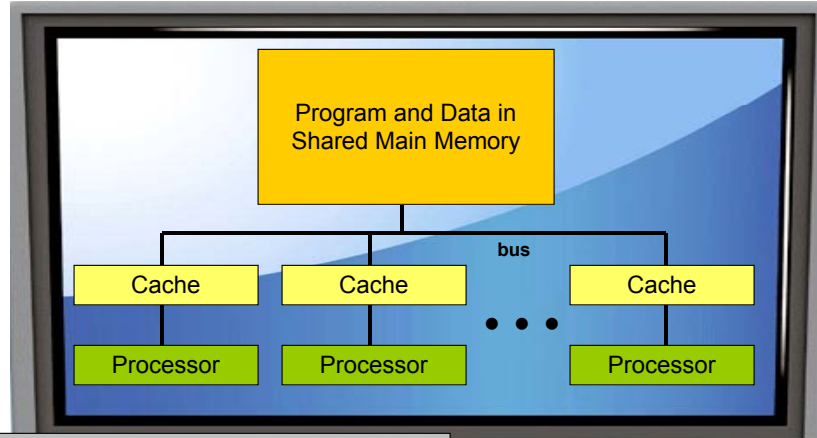 Program and Data in
Shared Main Memory
bus
Cache
Cache
Cache
Processor
Processor
Processor